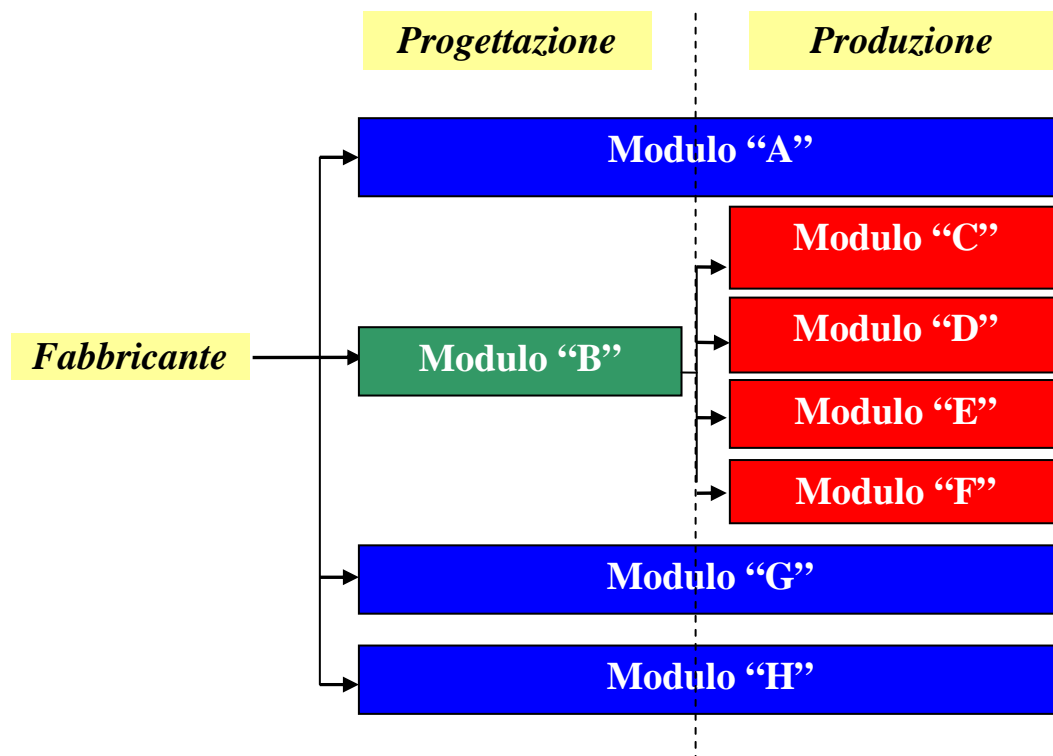 Progettazione
Produzione
Modulo “A”
Modulo “C”
Modulo “D”
Fabbricante
Modulo “B”
Modulo “E”
Modulo “F”
Modulo “G”
Modulo “H”